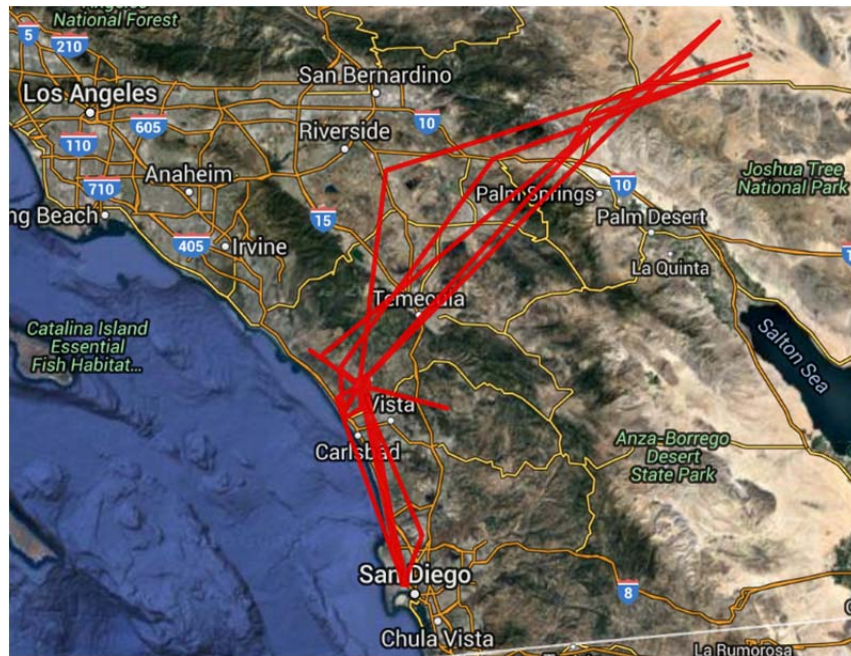 National Forest
5
210
Los Angeles
San Bernardino
605
10
Riverside
110
Anaheim
710
Joshua Tree
National Park
Palm Springs
10
ng Beach
15
Palm Desert
405
Irvine
La Quinta
Temecula
Catalina Island
Essential
Fish Habitat...
Salton Sea
Vista
Carlsbad
Anza-Borrego
Desert
State Park
San Diego
8
Chula Vista
La Rumorosa